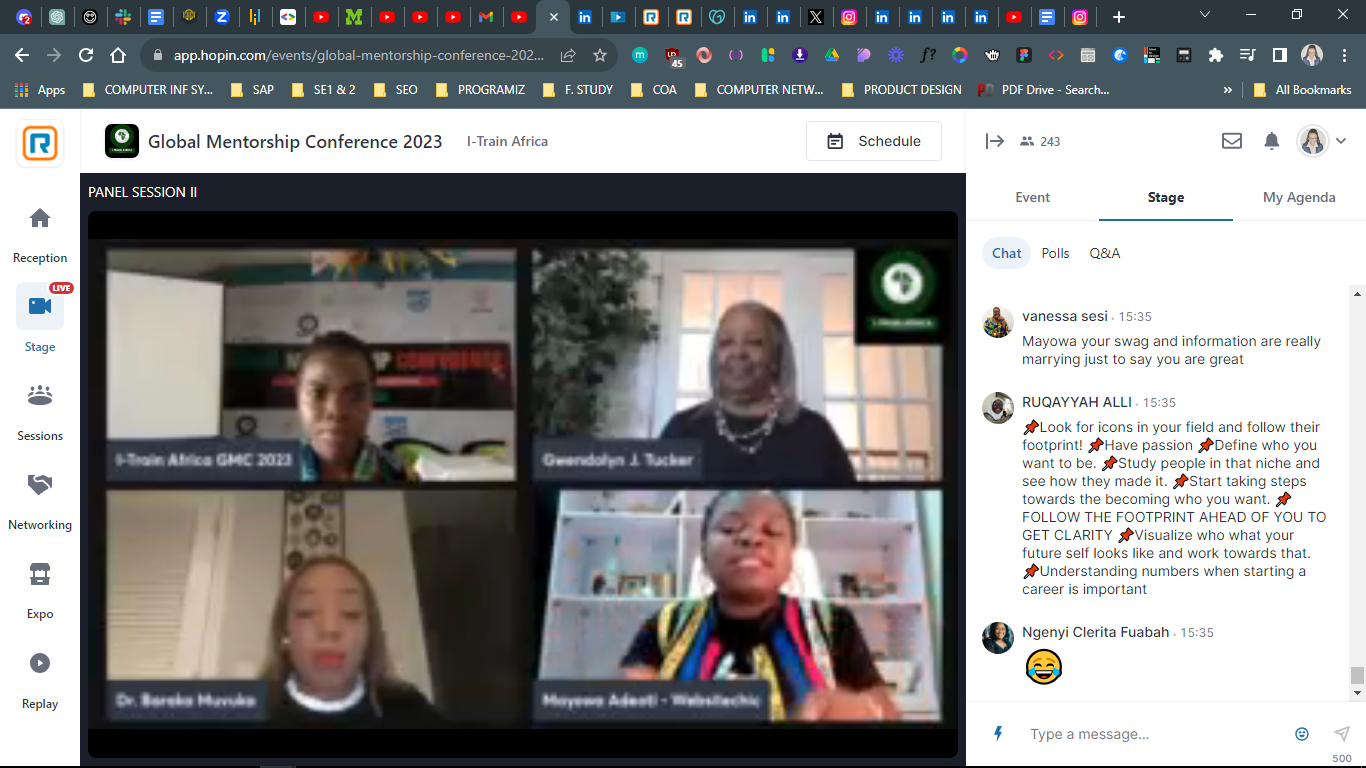 app.hopin.com/events/global-mentorship-conference-202...
45
Apps
COMPUTER INF SY...
SAP
SE1 & 2
SEO
PROGRAMIZ
F. STUDY
COA
COMPUTER NETW...
PRODUCT DESIGN
PDF Drive - Search...
»
All Bookmarks
Global Mentorship Conference 2023
I-Train Africa
Schedule
243
Reception
LIVE
Stage
Sessions
Networking
Expo
Replay
PANEL SESSION II
I-TRAIN AFRICA
CONFERENCE
I-Train Africa GMC 2023
Gwendolyn J. Tucker
Dr. Baraka Muvuka
Mayowa Adeoti - Websitechic
Event
Stage
My Agenda
Chat
Polls
Q&A
vanessa sesi · 15:35
Mayowa your swag and information are really
marrying just to say you are great
RUQAYYAH ALLI · 15:35
📌Look for icons in your field and follow their
footprint! 📌Have passion 📌Define who you
want to be. 📌Study people in that niche and
see how they made it. 📌Start taking steps
towards the becoming who you want. 📌
FOLLOW THE FOOTPRINT AHEAD OF YOU TO
GET CLARITY 📌Visualize who what your
future self looks like and work towards that.
📌Understanding numbers when starting a
career is important
Ngenyi Clerita Fuabah · 15:35
😂
Type a message...
500